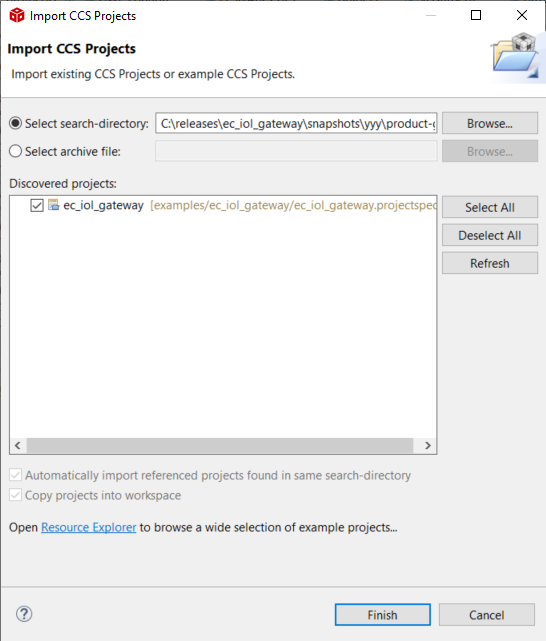 Import CCS Projects
Import CCS Projects
Import existing CCS Projects or example CCS Projects.
Select search-directory: C:\releases\ec_iol_gateway\snapshots\yyy\product-g Browse...
Select archive file: Browse...
Discovered projects:
ec_iol_gateway [examples/ec_iol_gateway/ec_iol_gateway.projectspec
Select All
Deselect All
Refresh
Automatically import referenced projects found in same search-directory
Copy projects into workspace
Open Resource Explorer to browse a wide selection of example projects...
? Finish Cancel